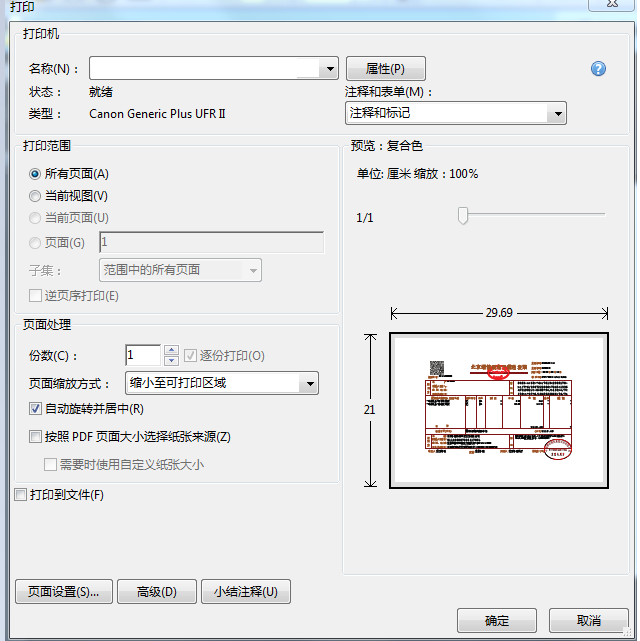 打印
打印机
名称(N)：
属性(P)
状态：
就绪
注释和表单(M)：
类型：
Canon Generic Plus UFR II
注释和标记
打印范围
所有页面(A)
当前视图(V)
当前页面(U)
页面(G)
1
子集：
范围中的所有页面
逆页序打印(E)
预览：复合色
单位: 厘米 缩放：100%
1/1
29.69
21
页面处理
份数(C)：
1
逐份打印(O)
页面缩放方式：
缩小至可打印区域
自动旋转并居中(R)
按照 PDF 页面大小选择纸张来源(Z)
需要时使用自定义纸张大小
打印到文件(F)
页面设置(S)...
高级(D)
小结注释(U)
确定
取消